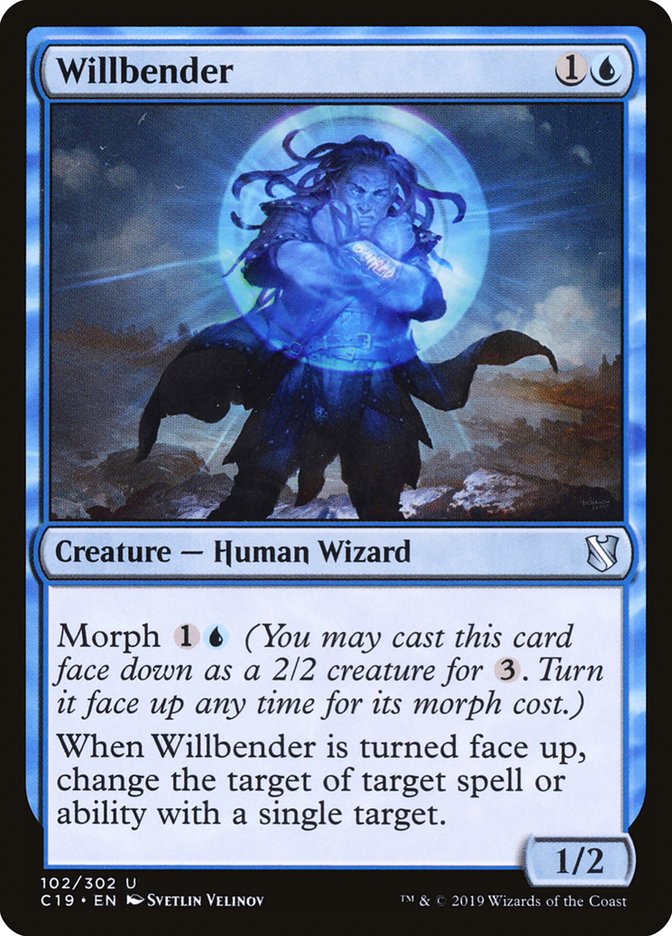 Willbender 1
Creature — Human Wizard
Morph 1 (You may cast this card
face down as a 2/2 creature for 3. Turn
it face up any time for its morph cost.)
When Willbender is turned face up,
change the target of target spell or
ability with a single target.
1/2
102/302 U
C19 • EN Svetlin Velinov
™ & © 2019 Wizards of the Coast